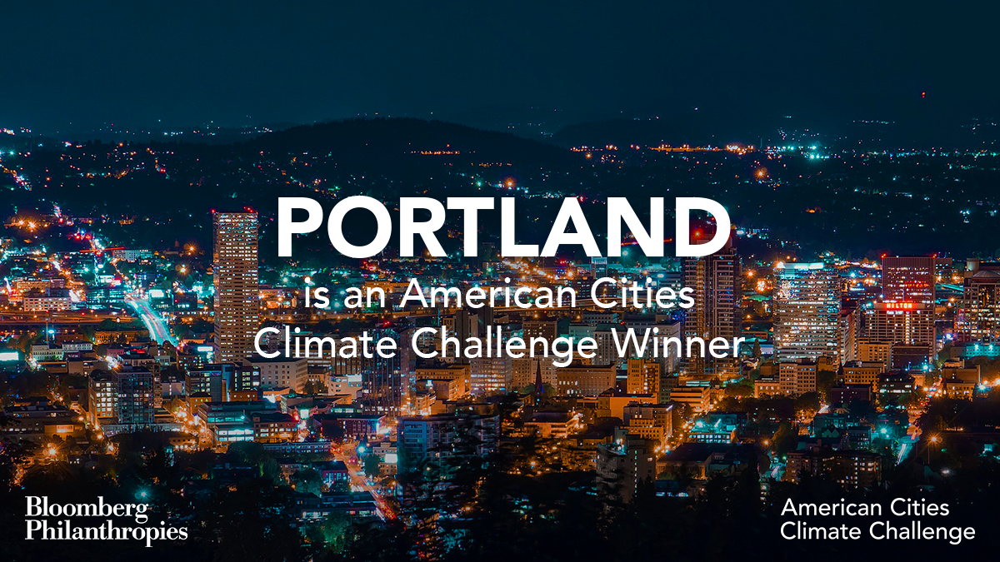 PORTLAND
is an American Cities
Climate Challenge Winner
Bloomberg
Philanthropies
American Cities
Climate Challenge